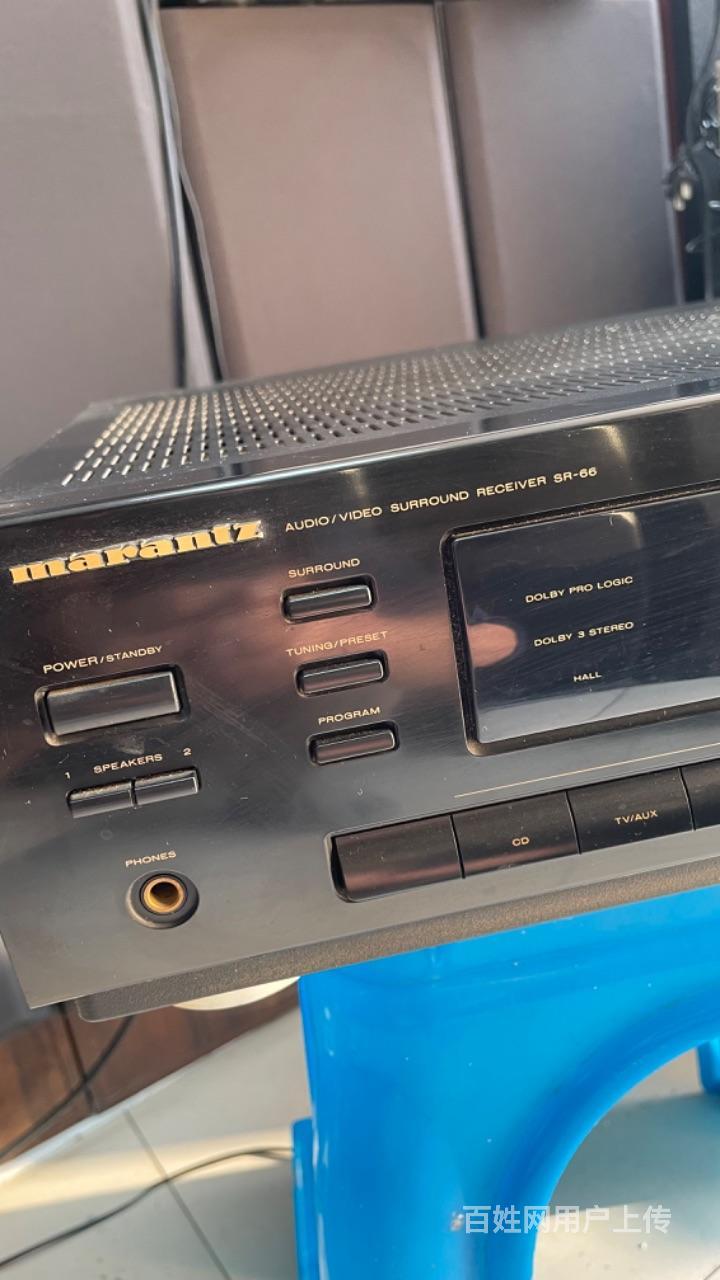 marantz
AUDIO/VIDEO SURROUND RECEIVER SR-66
SURROUND
DOLBY PRO LOGIC
TUNING/PRESET
DOLBY 3 STEREO
POWER/STANDBY
HALL
PROGRAM
1 SPEAKERS 2
CD
TV/AUX
PHONES
百姓网用户上传